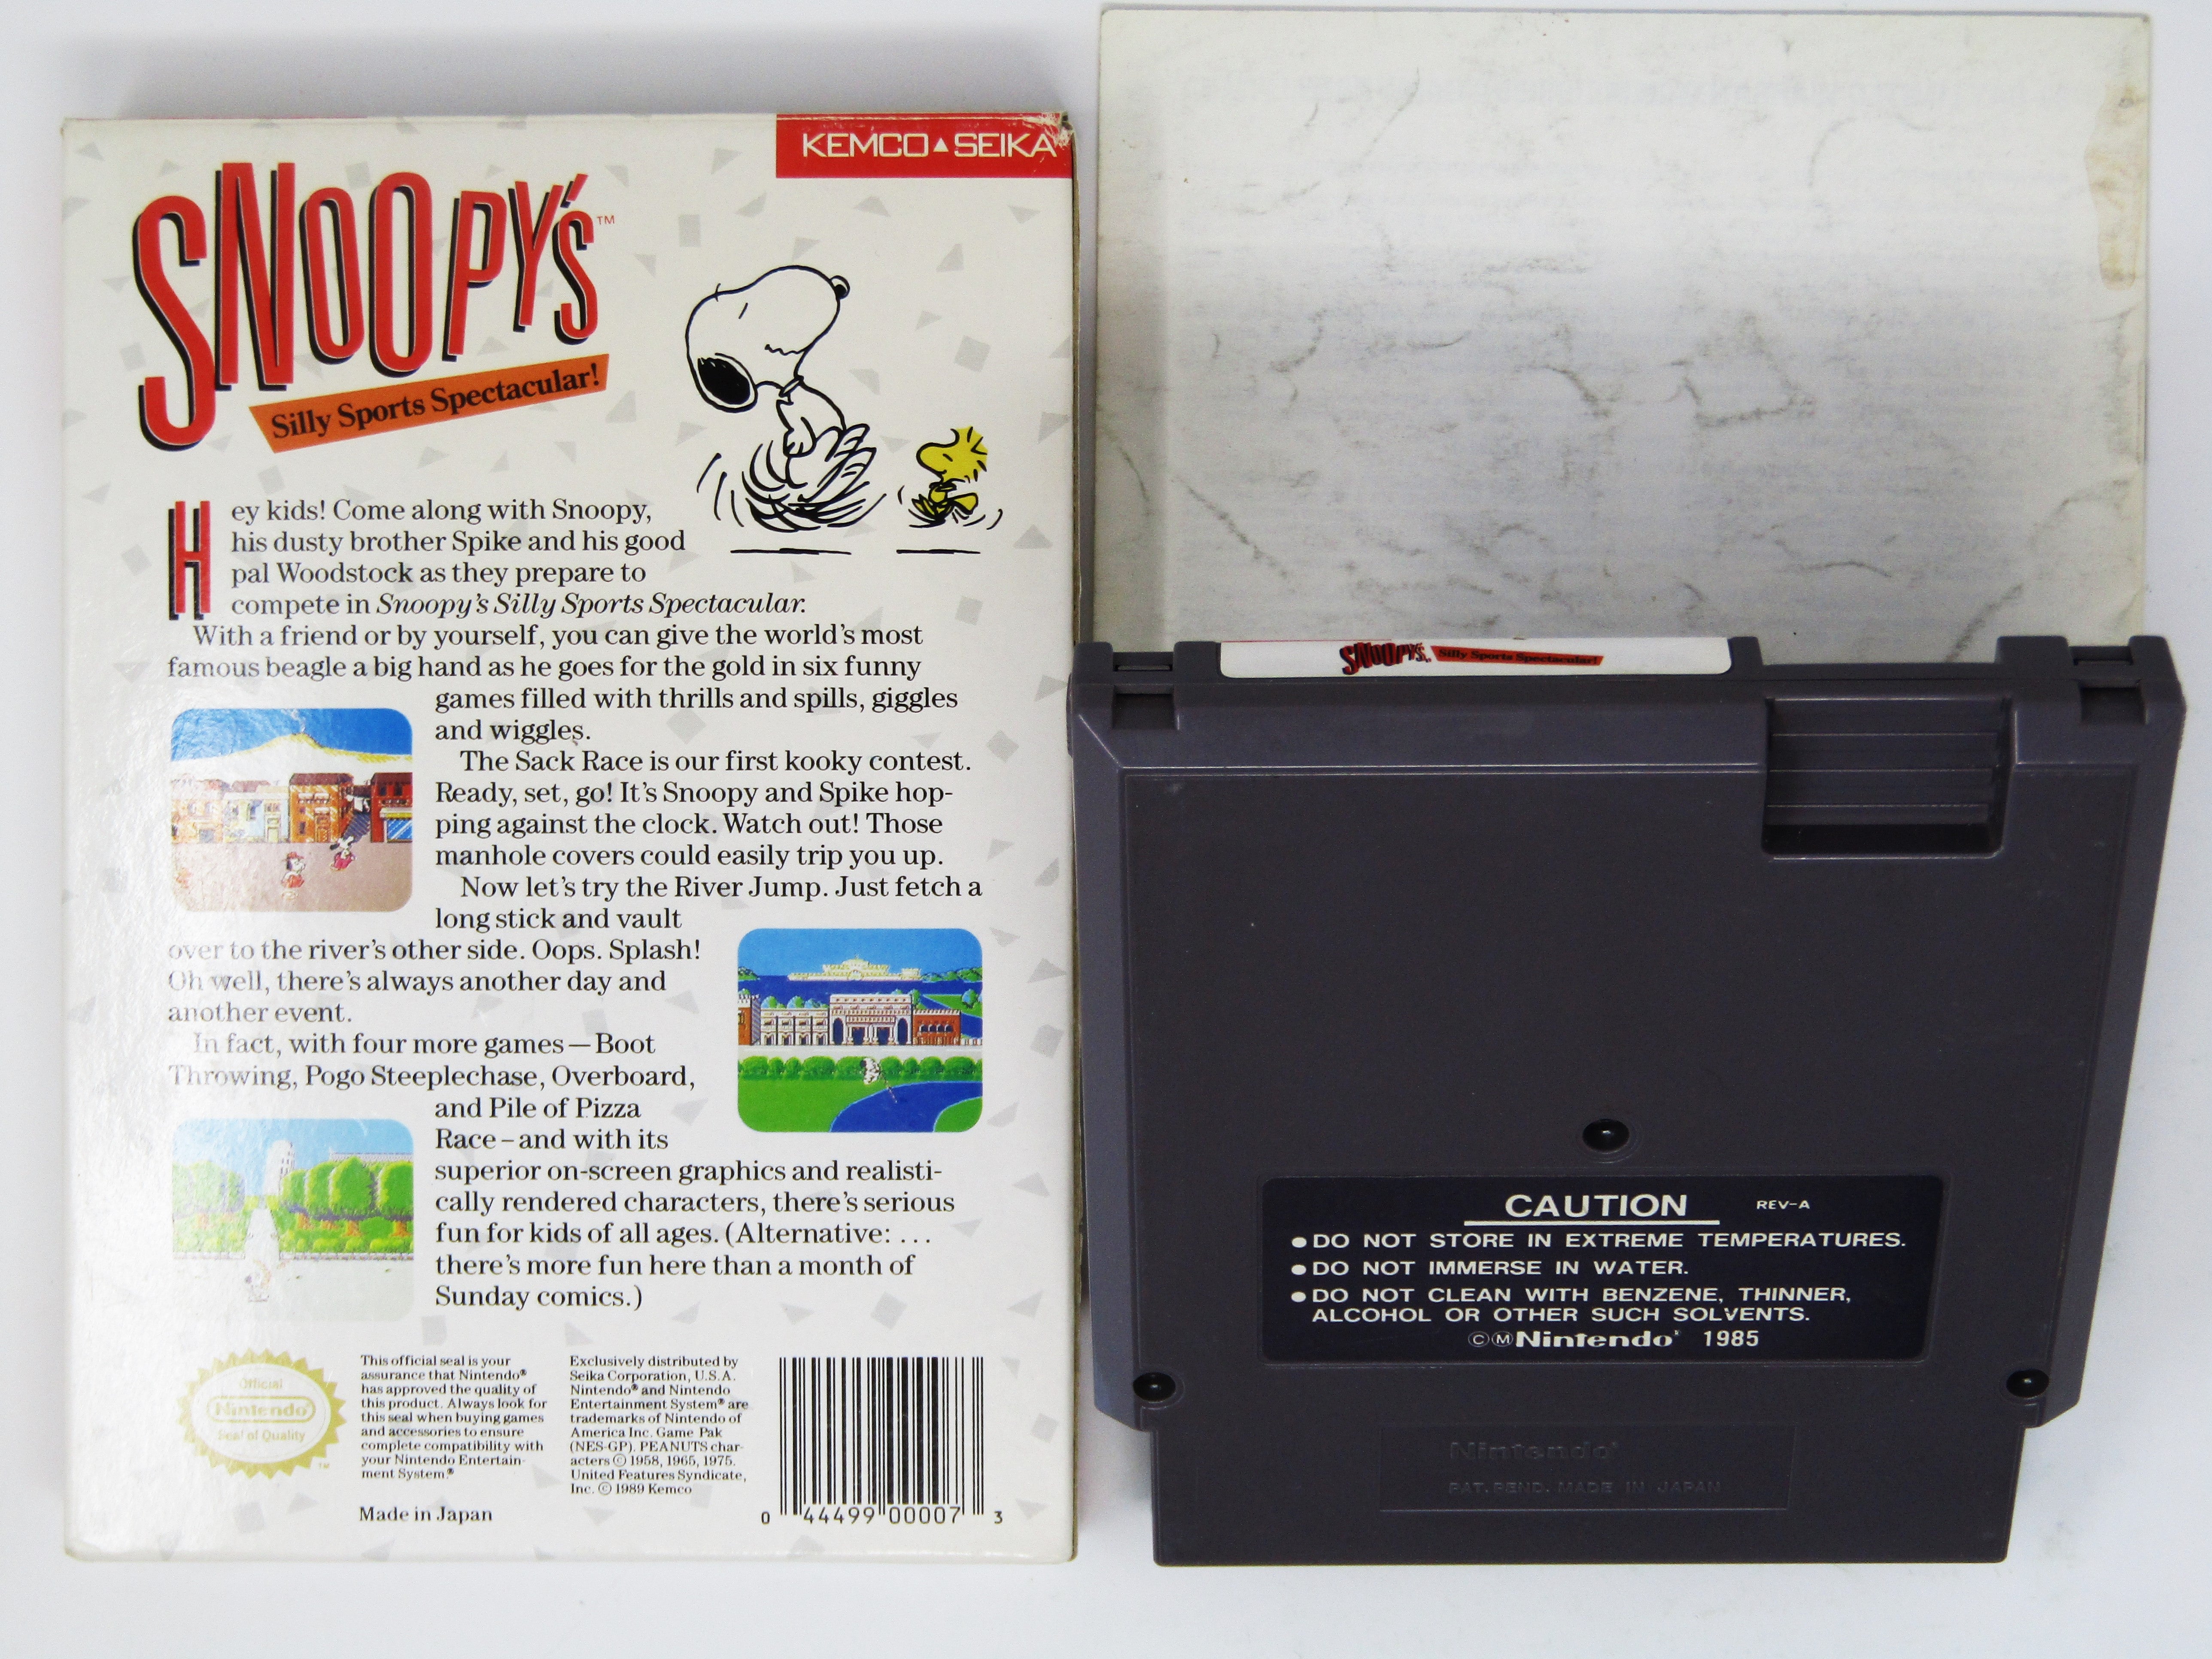 KEMCO▲SEIKA
SNOOPY'S™
Silly Sports Spectacular!
Hey kids! Come along with Snoopy,
his dusty brother Spike and his good
pal Woodstock as they prepare to
compete in Snoopy's Silly Sports Spectacular.
With a friend or by yourself, you can give the world's most
famous beagle a big hand as he goes for the gold in six funny
games filled with thrills and spills, giggles
and wiggles.
The Sack Race is our first kooky contest.
Ready, set, go! It's Snoopy and Spike hop-
ping against the clock. Watch out! Those
manhole covers could easily trip you up.
Now let's try the River Jump. Just fetch a
long stick and vault
over to the river's other side. Oops. Splash!
Oh well, there's always another day and
another event.
In fact, with four more games—Boot
Throwing, Pogo Steeplechase, Overboard,
and Pile of Pizza
Race–and with its
superior on-screen graphics and realisti-
cally rendered characters, there's serious
fun for kids of all ages. (Alternative: . . .
there's more fun here than a month of
Sunday comics.)
Official
Nintendo®
Seal of Quality
™
This official seal is your
assurance that Nintendo®
has approved the quality of
this product. Always look for
this seal when buying games
and accessories to ensure
complete compatibility with
your Nintendo Entertain-
ment System®
Made in Japan
Exclusively distributed by
Seika Corporation, U.S.A.
Nintendo® and Nintendo
Entertainment System® are
trademarks of Nintendo of
America Inc. Game Pak
(NES-GP). PEANUTS char-
acters © 1958, 1965, 1975.
United Features Syndicate,
Inc. © 1989 Kemco
0 44499 00007 3
SNOOPY'S™ Silly Sports Spectacular!
CAUTION REV-A
●DO NOT STORE IN EXTREME TEMPERATURES.
●DO NOT IMMERSE IN WATER.
●DO NOT CLEAN WITH BENZENE, THINNER,
ALCOHOL OR OTHER SUCH SOLVENTS.
©ⓂNintendo® 1985
Nintendo®
PAT. PEND. MADE IN JAPAN